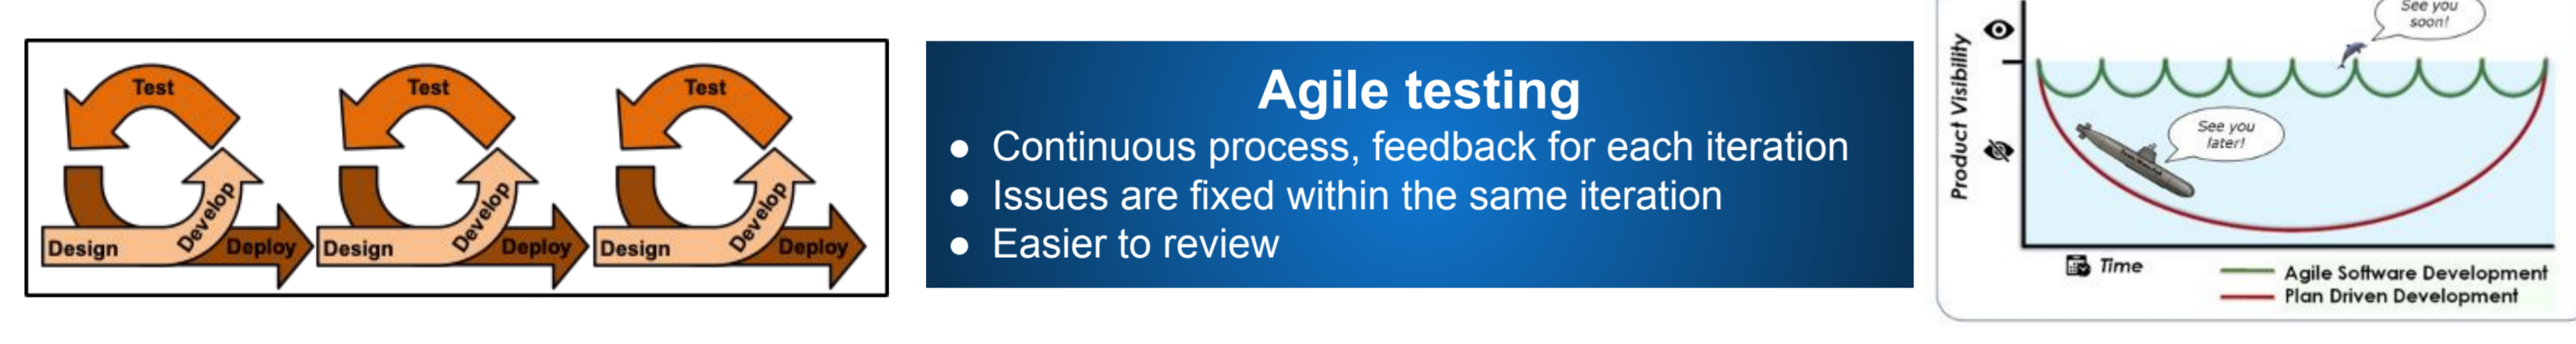 Test
Develop
Design
Deploy
Test
Develop
Design
Deploy
Test
Develop
Design
Deploy
Agile testing
● Continuous process, feedback for each iteration
● Issues are fixed within the same iteration
● Easier to review
See you
soon!
Product Visibility
See you
later!
Time
Agile Software Development
Plan Driven Development